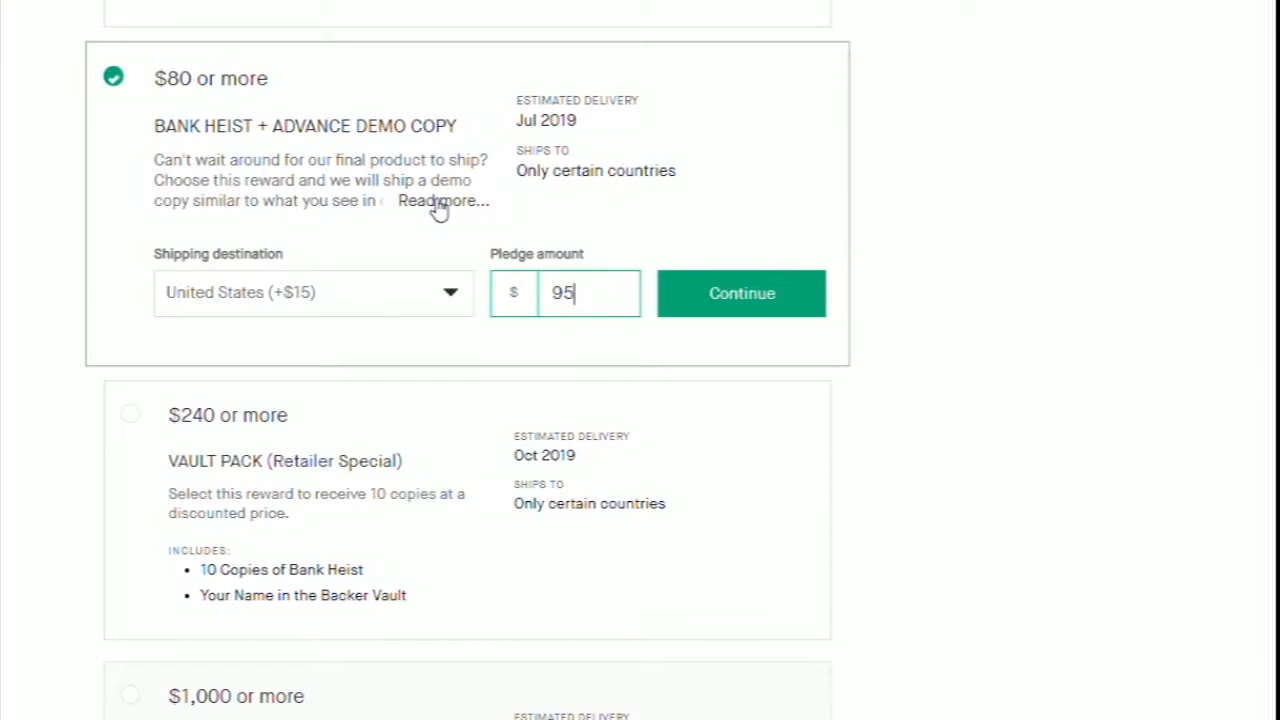 $80 or more
BANK HEIST + ADVANCE DEMO COPY
Can't wait around for our final product to ship?
Choose this reward and we will ship a demo
copy similar to what you see in Read more...
ESTIMATED DELIVERY
Jul 2019
SHIPS TO
Only certain countries
Shipping destination
United States (+$15)
Pledge amount
$ 95
Continue
$240 or more
VAULT PACK (Retailer Special)
Select this reward to receive 10 copies at a
discounted price.
INCLUDES:
• 10 Copies of Bank Heist
• Your Name in the Backer Vault
ESTIMATED DELIVERY
Oct 2019
SHIPS TO
Only certain countries
$1,000 or more
ESTIMATED DELIVERY